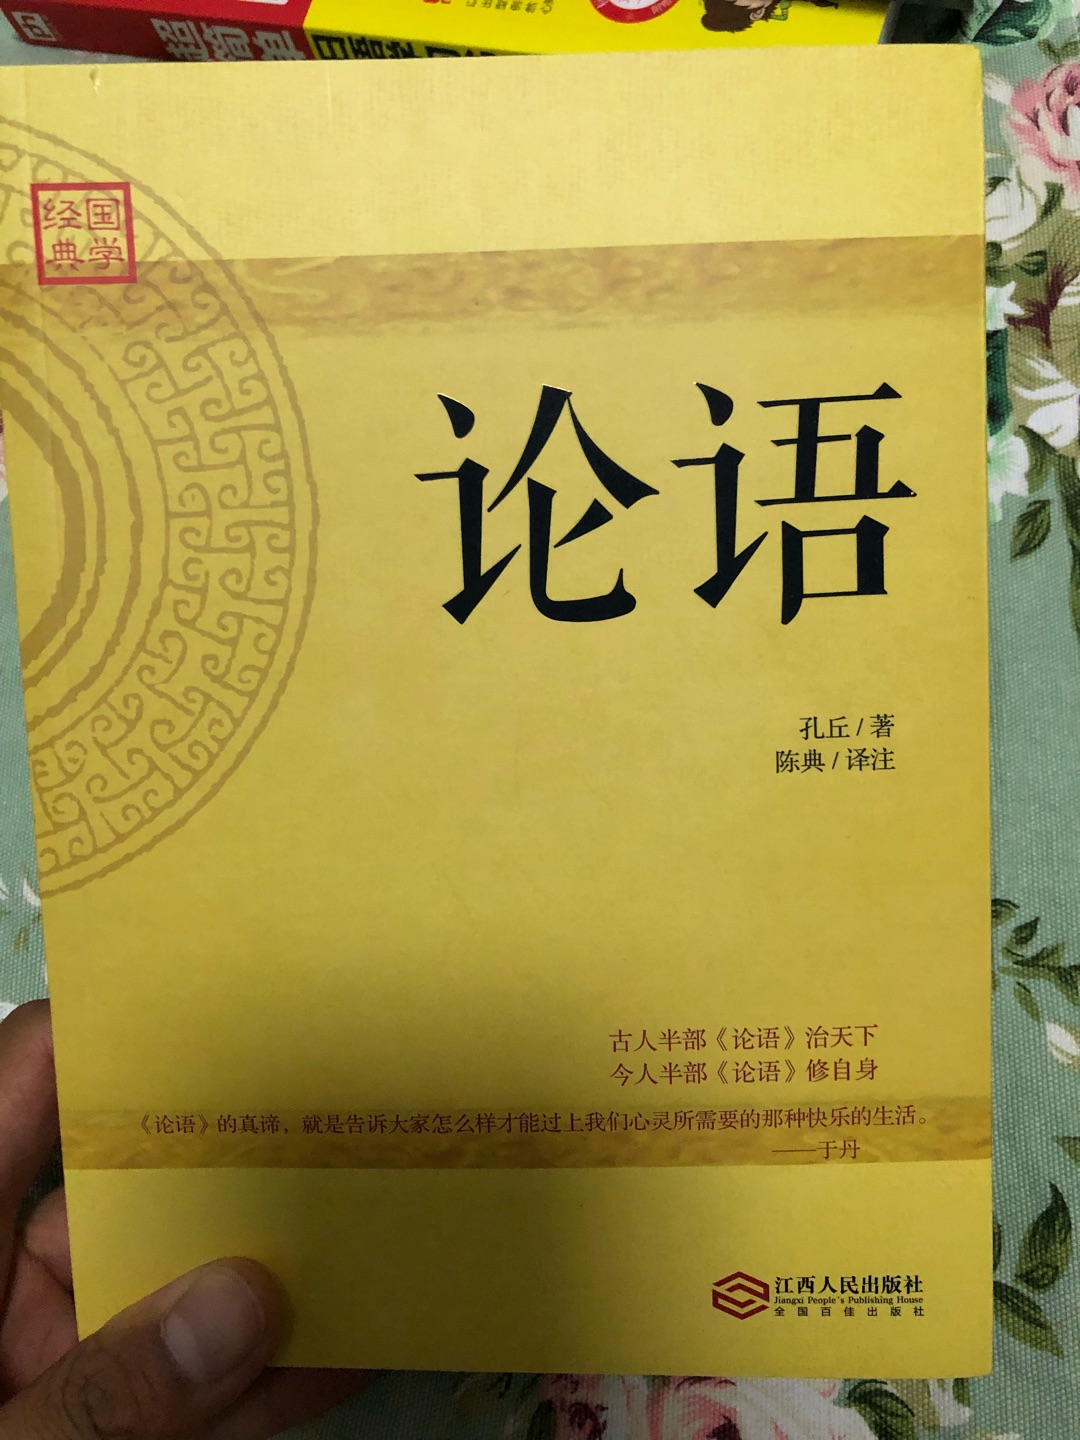 超简单
国学
经典
论语
孔丘 / 著
陈典 / 译注
古人半部《论语》治天下
今人半部《论语》修自身
《论语》的真谛，就是告诉大家怎么样才能过上我们心灵所需要的那种快乐的生活。
——于丹
江西人民出版社
Jiangxi People's Publishing House
全国百佳出版社